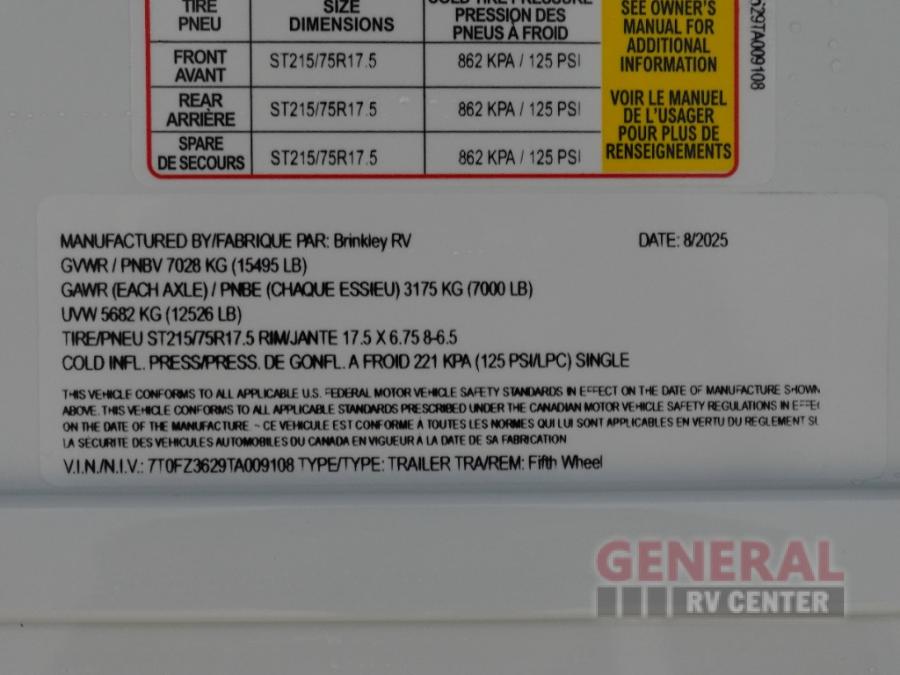 TIRE SIZE COLD TIRE PRESSURE SEE OWNER'S
PNEU DIMENSIONS PRESSION DES MANUAL FOR
PNEUS À FROID ADDITIONAL
INFORMATION
FRONT ST215/75R17.5 862 KPA / 125 PSI
AVANT
REAR ST215/75R17.5 862 KPA / 125 PSI VOIR LE MANUEL
ARRIÈRE DE L'USAGER
POUR PLUS DE
SPARE ST215/75R17.5 862 KPA / 125 PSI RENSEIGNEMENTS
DE SECOURS
629TA009108
MANUFACTURED BY/FABRIQUE PAR: Brinkley RV DATE: 8/2025
GVWR / PNBV 7028 KG (15495 LB)
GAWR (EACH AXLE) / PNBE (CHAQUE ESSIEU) 3175 KG (7000 LB)
UVW 5682 KG (12526 LB)
TIRE/PNEU ST215/75R17.5 RIM/JANTE 17.5 X 6.75 8-6.5
COLD INFL. PRESS/PRESS. DE GONFL. A FROID 221 KPA (125 PSI/LPC) SINGLE
THIS VEHICLE CONFORMS TO ALL APPLICABLE U.S. FEDERAL MOTOR VEHICLE SAFETY STANDARDS IN EFFECT ON THE DATE OF MANUFACTURE SHOWN
ABOVE. THIS VEHICLE CONFORMS TO ALL APPLICABLE STANDARDS PRESCRIBED UNDER THE CANADIAN MOTOR VEHICLE SAFETY REGULATIONS IN EFFE
ON THE DATE OF THE MANUFACTURE ~ CE VEHICULE EST CONFORME A TOUTES LES NORMES QUI LUI SONT APPLICABLES EN VERTU DU REGLEMENT SU
LA SECURITE DES VEHICULES AUTOMOBILES DU CANADA EN VIGUEUR A LA DATE DE SA FABRICATION
V.I.N./N.I.V.: 7T0FZ3629TA009108 TYPE/TYPE: TRAILER TRA/REM: Fifth Wheel
GENERAL
RV CENTER